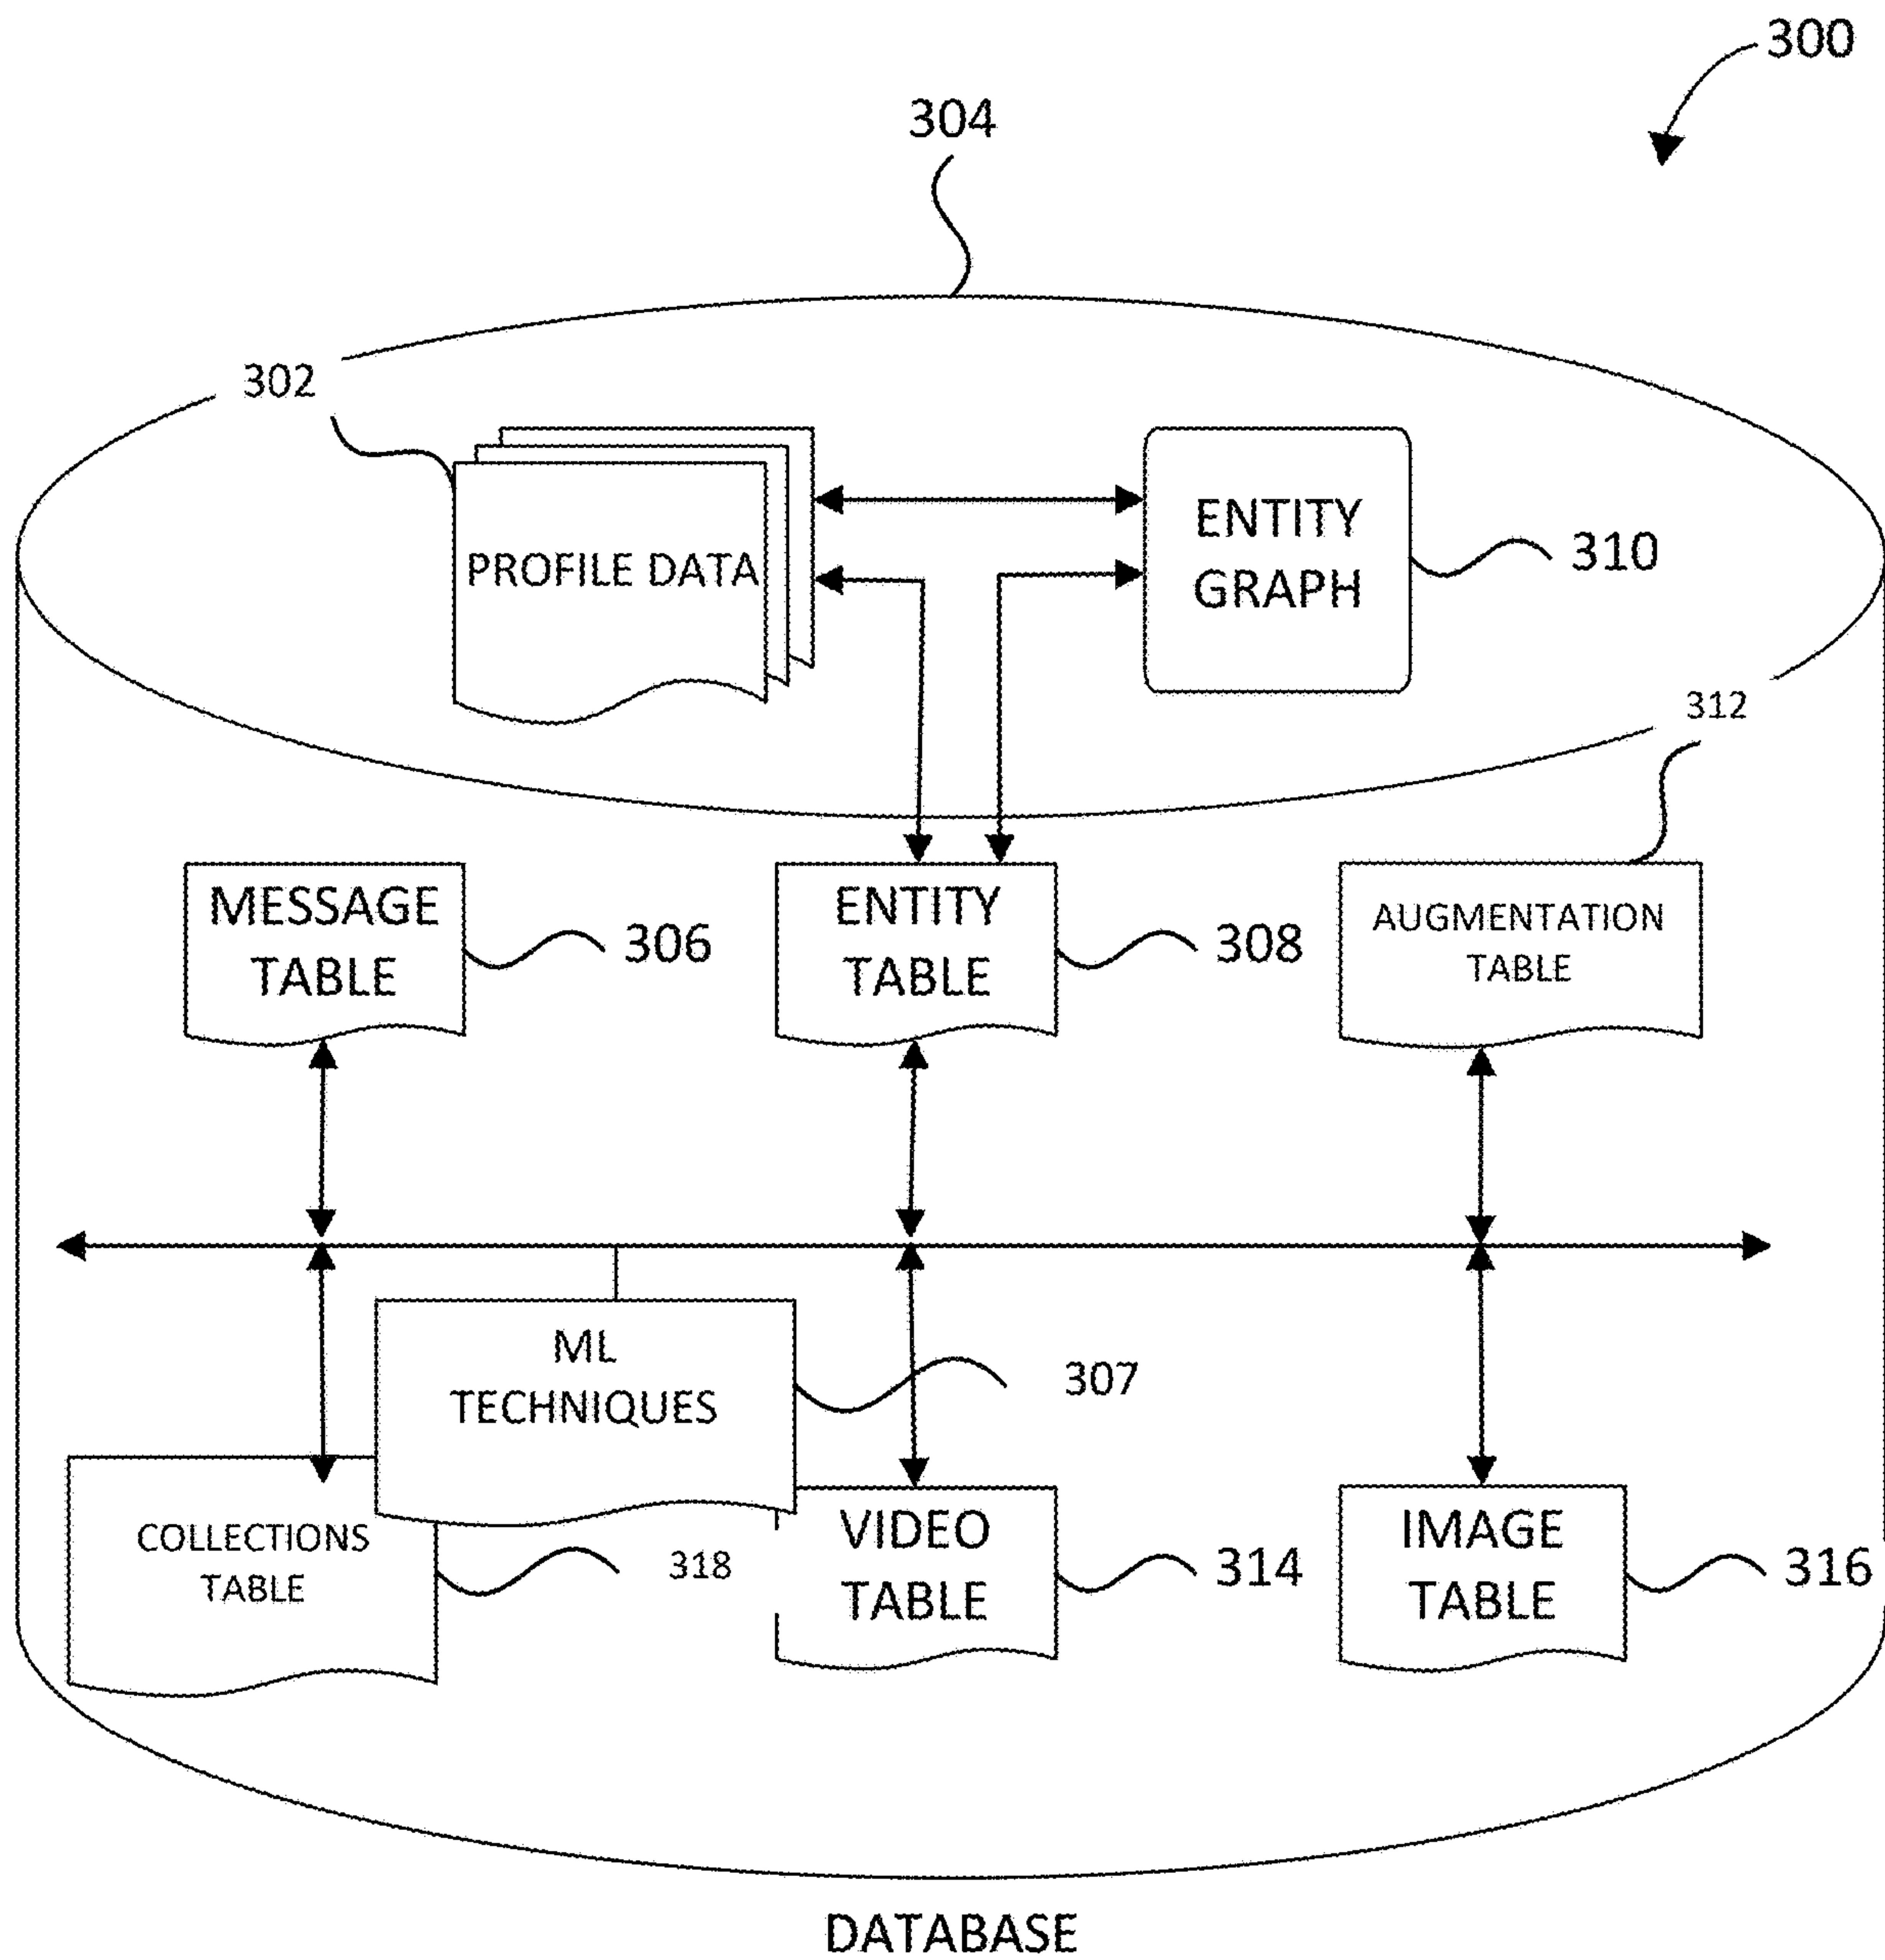 300
304
302
PROFILE DATA
ENTITY
GRAPH
310
312
MESSAGE
TABLE
306
ENTITY
TABLE
308
AUGMENTATION
TABLE
ML
TECHNIQUES
307
COLLECTIONS
TABLE
318
VIDEO
TABLE
314
IMAGE
TABLE
316
DATABASE